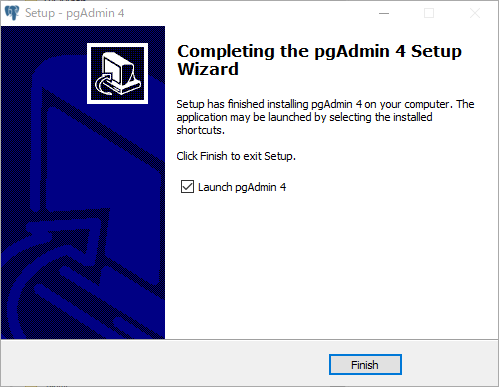 Setup - pgAdmin 4
Completing the pgAdmin 4 Setup
Wizard
Setup has finished installing pgAdmin 4 on your computer. The
application may be launched by selecting the installed
shortcuts.
Click Finish to exit Setup.
Launch pgAdmin 4
Finish